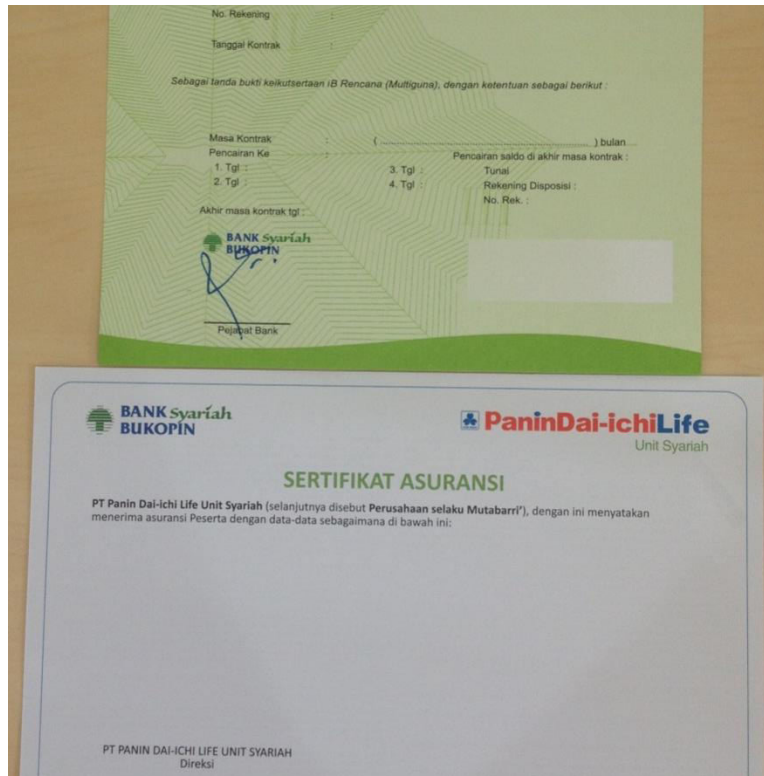 No. Rekening :
Tanggal Kontrak :
Sebagai tanda bukti keikutsertaan iB Rencana (Multiguna), dengan ketentuan sebagai berikut :
Masa Kontrak : ( ) bulan
Pencairan Ke : Pencairan saldo di akhir masa kontrak :
1. Tgl : 3. Tgl : Tunai
2. Tgl : 4. Tgl : Rekening Disposisi :
No. Rek. :
Akhir masa kontrak tgl :
BANK Syariah
BUKOPIN
Pejabat Bank
BANK Syariah
BUKOPIN
PaninDai-ichiLife
Unit Syariah
SERTIFIKAT ASURANSI
PT Panin Dai-ichi Life Unit Syariah (selanjutnya disebut Perusahaan selaku Mutabarri’), dengan ini menyatakan
menerima asuransi Peserta dengan data-data sebagaimana di bawah ini:
PT PANIN DAI-ICHI LIFE UNIT SYARIAH
Direksi